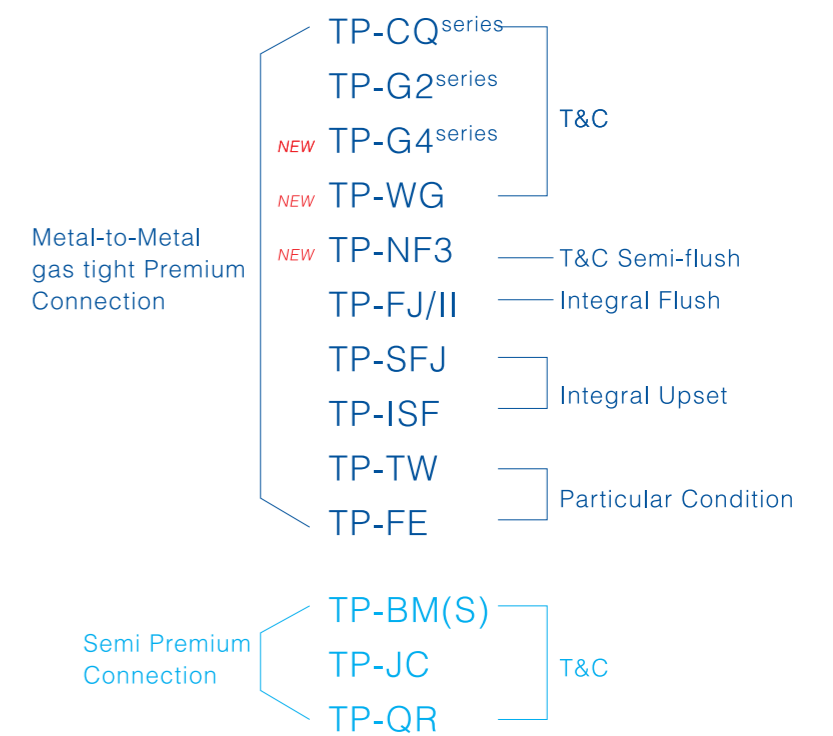 TP-CQseries
TP-G2series
T&C
NEW TP-G4series
NEW TP-WG
Metal-to-Metal
gas tight Premium
Connection
NEW TP-NF3
T&C Semi-flush
TP-FJ/II
Integral Flush
TP-SFJ
Integral Upset
TP-ISF
TP-TW
Particular Condition
TP-FE
TP-BM(S)
Semi Premium
Connection
TP-JC
T&C
TP-QR